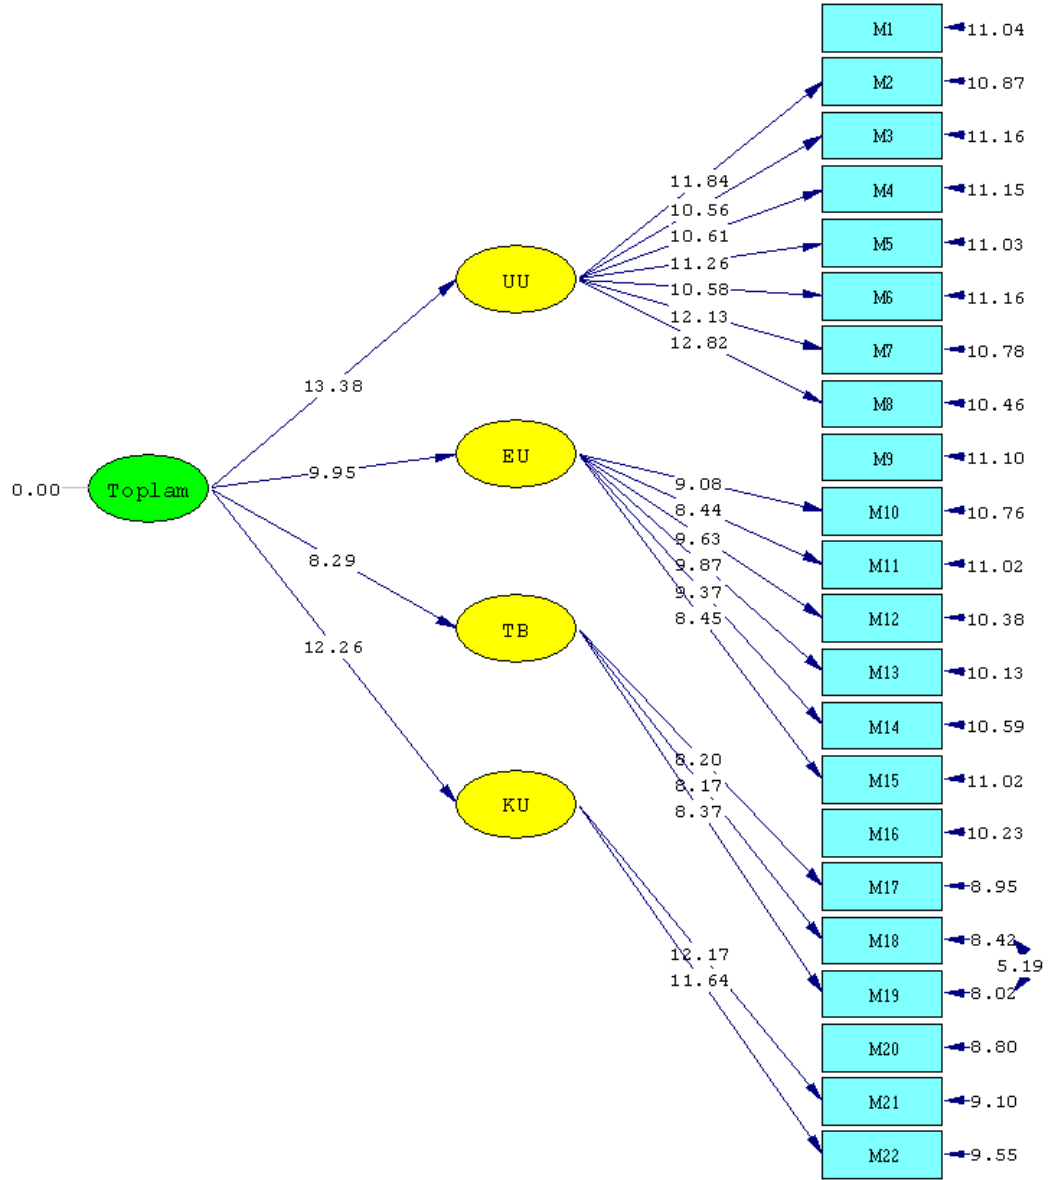 M1 11.04
M2 10.87
M3 11.16
11.84
M4 11.15
10.56
10.61
M5 11.03
11.26
UU
10.58
M6 11.16
12.13
12.82
M7 10.78
13.38
M8 10.46
EU
M9 11.10
9.95
9.08
Toplam
0.00
8.44
M10 10.76
9.63
8.29
9.87
M11 11.02
9.37
8.45
M12 10.38
TB
12.26
M13 10.13
M14 10.59
8.20
M15 11.02
8.17
KU
8.37
M16 10.23
M17 8.95
M18 8.42
12.17
5.19
11.64
M19 8.02
M20 8.80
M21 9.10
M22 9.55